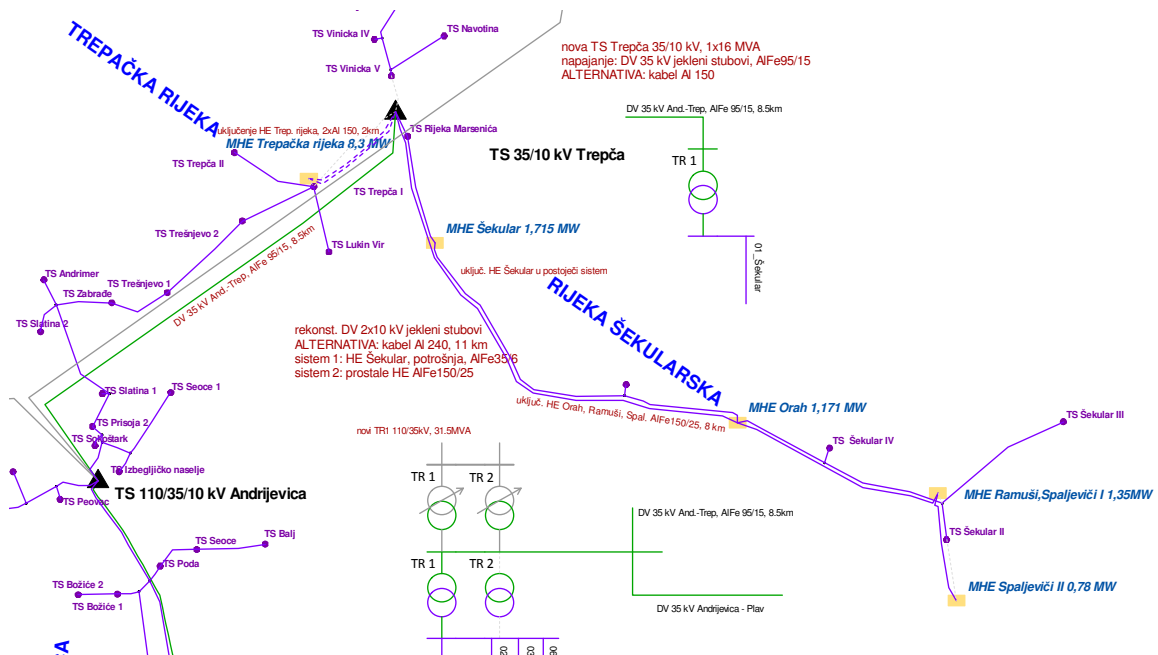 TS Vinicka IV
TS Navotina
TS Vinicka V
TREPAČKA RIJEKA
nova TS Trepča 35/10 kV, 1x16 MVA
napajanje: DV 35 kV jekleni stubovi, AlFe95/15
ALTERNATIVA: kabel Al 150
DV 35 kV And.-Trep, AlFe 95/15, 8.5km
uključenje HE Trep. rijeka, 2xAl 150, 2km
MHE Trepačka rijeka 8,3 MW
TS Rijeka Marsenića
TS 35/10 kV Trepča
TR 1
TS Trepča II
TS Trepča I
TS Trešnjevo 2
TS Lukin Vir
MHE Šekular 1,715 MW
01_Šekular
DV 35 kV And.-Trep, AlFe 95/15, 8.5km
TS Andrimer
TS Zabrađe
TS Trešnjevo 1
TS Slatina 2
uključ. HE Šekular u postoječi sistem
RIJEKA ŠEKULARSKA
rekonst. DV 2x10 kV jekleni stubovi
ALTERNATIVA: kabel Al 240, 11 km
sistem 1: HE Šekular, potrošnja, AlFe35/6
sistem 2: prostale HE AlFe150/25
TS Slatina 1
TS Seoce 1
uključ. HE Orah, Ramuši, Spal. AlFe150/25, 8 km
MHE Orah 1,171 MW
TS Šekular III
TS Prisoja 2
TS Sokoštark
novi TR1 110/35kV, 31.5MVA
TS Šekular IV
TS Izbegljičko naselje
TS Peovac
TS 110/35/10 kV Andrijevica
TR 1
TR 2
MHE Ramuši,Spaljevići I 1,35MW
DV 35 kV And.-Trep, AlFe 95/15, 8.5km
TS Šekular II
TS Seoce
TS Balj
TS Poda
TR 1
TR 2
TS Božiće 2
TS Božiće 1
MHE Spaljeviči II 0,78 MW
DV 35 kV Andrijevica - Plav